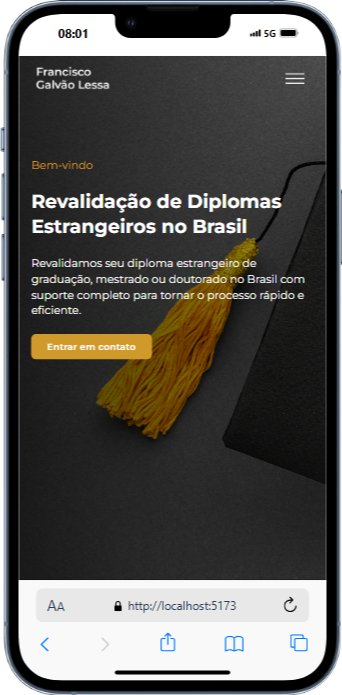 08:01
5G
Francisco
Galvão Lessa
Bem-vindo
Revalidação de Diplomas
Estrangeiros no Brasil
Revalidamos seu diploma estrangeiro de
graduação, mestrado ou doutorado no Brasil com
suporte completo para tornar o processo rápido e
eficiente.
Entrar em contato
AA http://localhost:5173